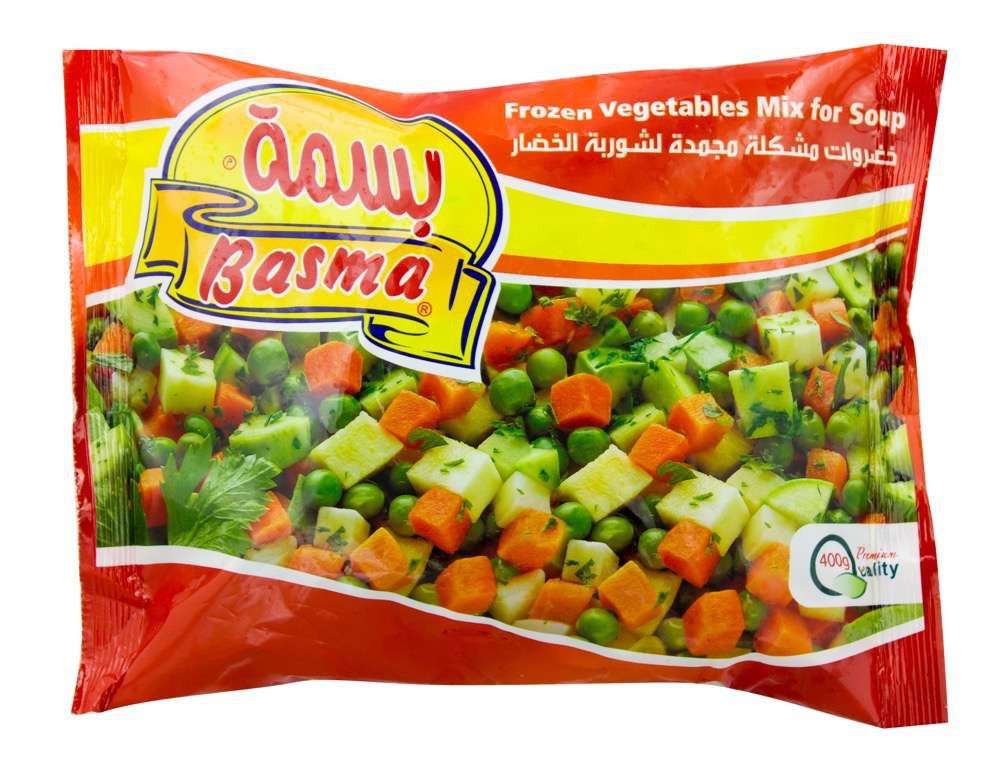 بسمة
م
Basma
®
Frozen Vegetables Mix for Soup
خضروات مشكلة مجمدة لشوربة الخضار
400g
Premium
Quality